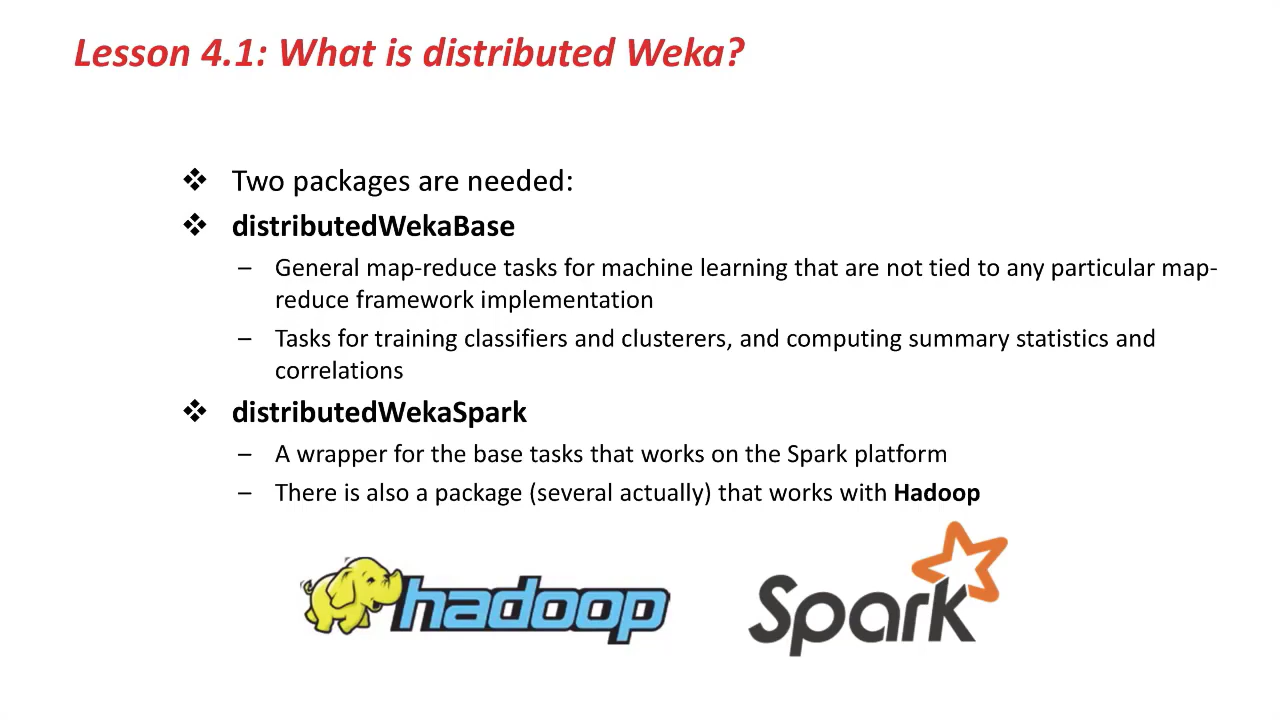 Lesson 4.1: What is distributed Weka?
❖ Two packages are needed:
❖ distributedWekaBase
– General map-reduce tasks for machine learning that are not tied to any particular map-
reduce framework implementation
– Tasks for training classifiers and clusterers, and computing summary statistics and
correlations
❖ distributedWekaSpark
– A wrapper for the base tasks that works on the Spark platform
– There is also a package (several actually) that works with Hadoop
hadoop
Spark